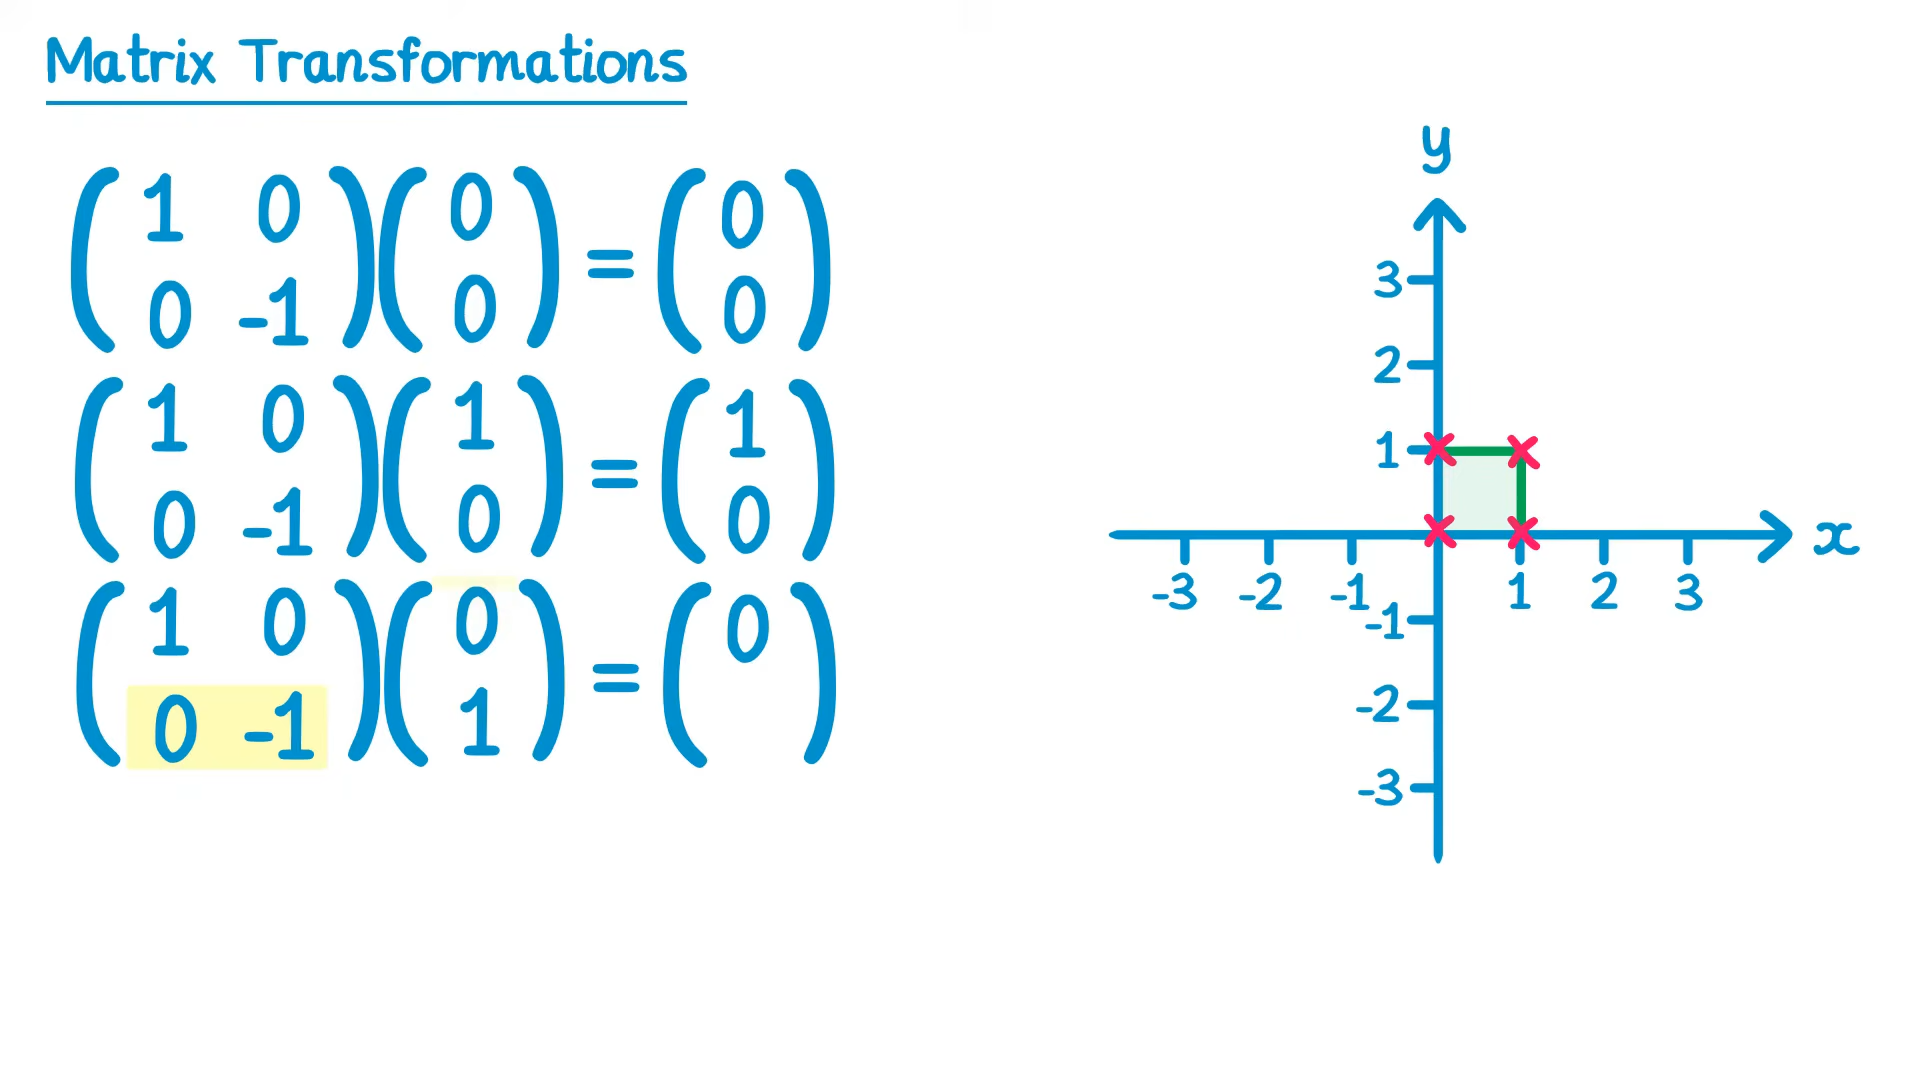 Matrix Transformations
( 1 0 ) ( 0 ) = ( 0 )
( 0 -1 ) ( 0 ) ( 0 )
( 1 0 ) ( 1 ) = ( 1 )
( 0 -1 ) ( 0 ) ( 0 )
( 1 0 ) ( 0 ) = ( 0 )
( 0 -1 ) ( 1 ) ( )
y
3
2
1
x
-3 -2 -1 1 2 3
-1
-2
-3